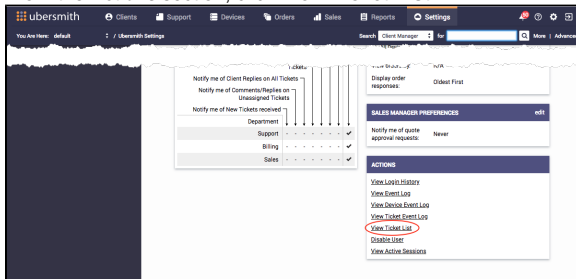 ubersmith
Clients
Support
Devices
Orders
Sales
Reports
Settings
You Are Here: default / Ubersmith Settings
Search Client Manager for
More | Advanced
N/A
Tickets
Notify me of Client Replies on All Tickets
Notify me of Comments/Replies on
Unassigned Tickets
Notify me of New Tickets received
Department
Support - - - - - - - ✔
Billing - - - - - - - ✔
Sales - - - - - - - ✔
Display order
responses:
Oldest First
SALES MANAGER PREFERENCES
edit
Notify me of quote
approval requests:
Never
ACTIONS
View Login History
View Event Log
View Device Event Log
View Ticket Event Log
View Ticket List
Disable User
View Active Sessions